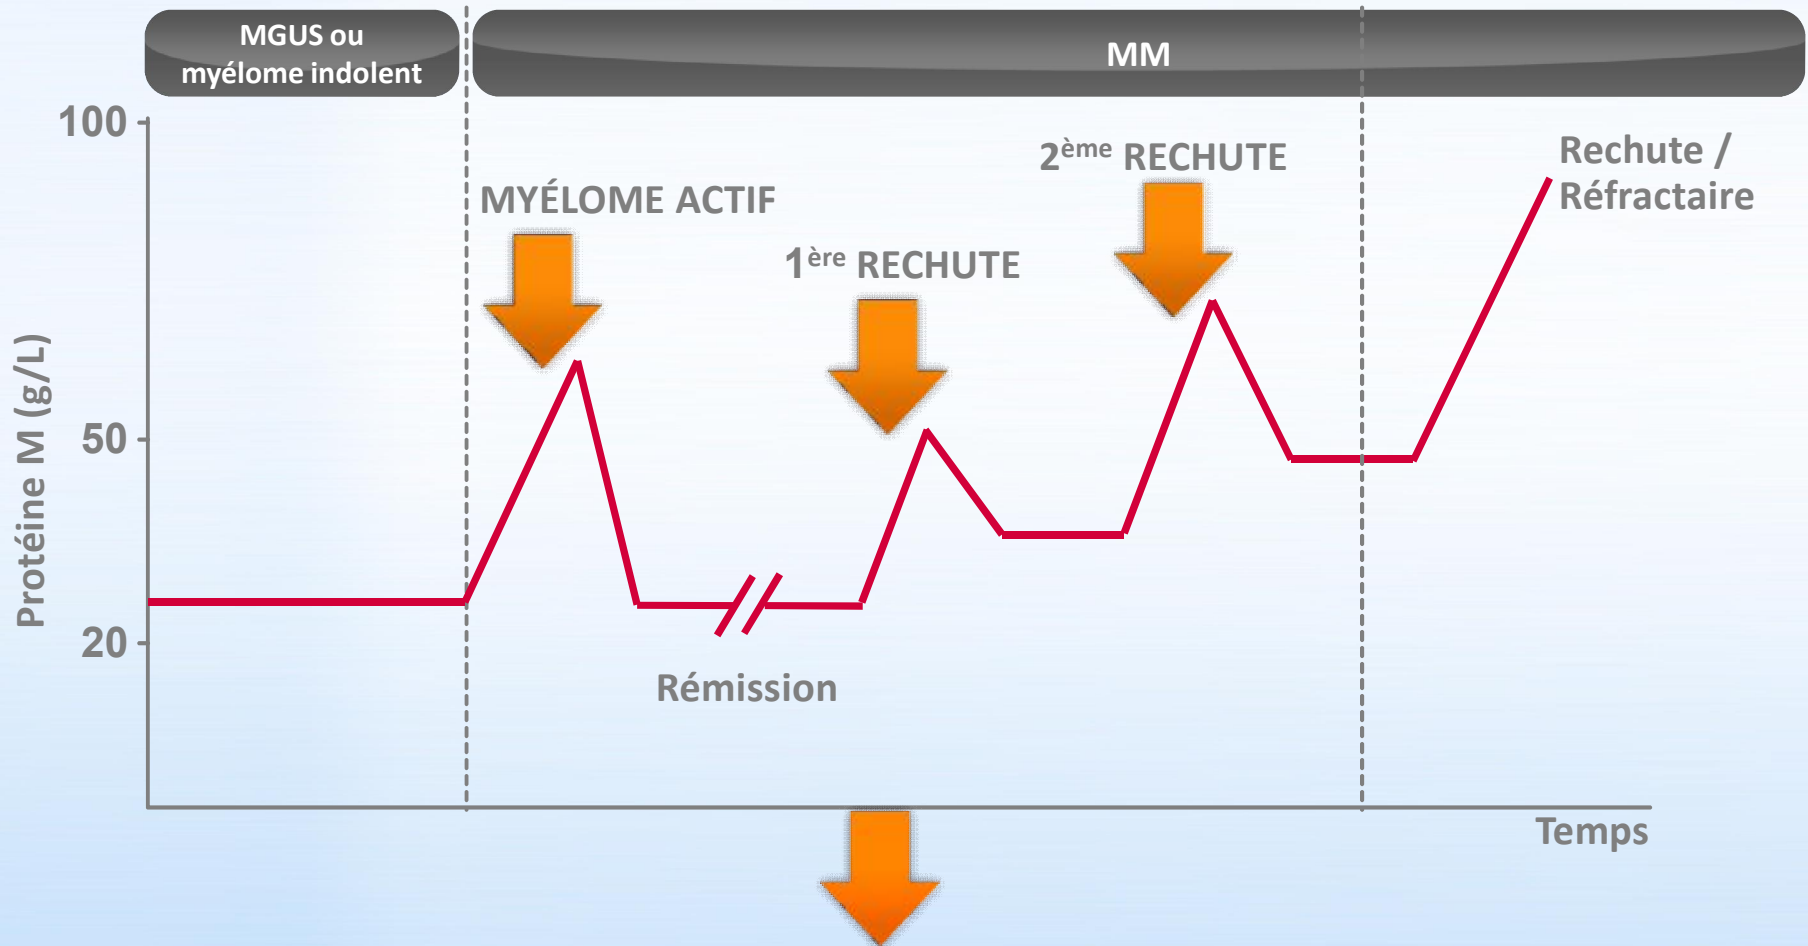 MGUS ou
myélome indolent
MM
100
50
20
Protéine M (g/L)
MYÉLOME ACTIF
1ère RECHUTE
2ème RECHUTE
Rechute /
Réfractaire
Rémission
Temps